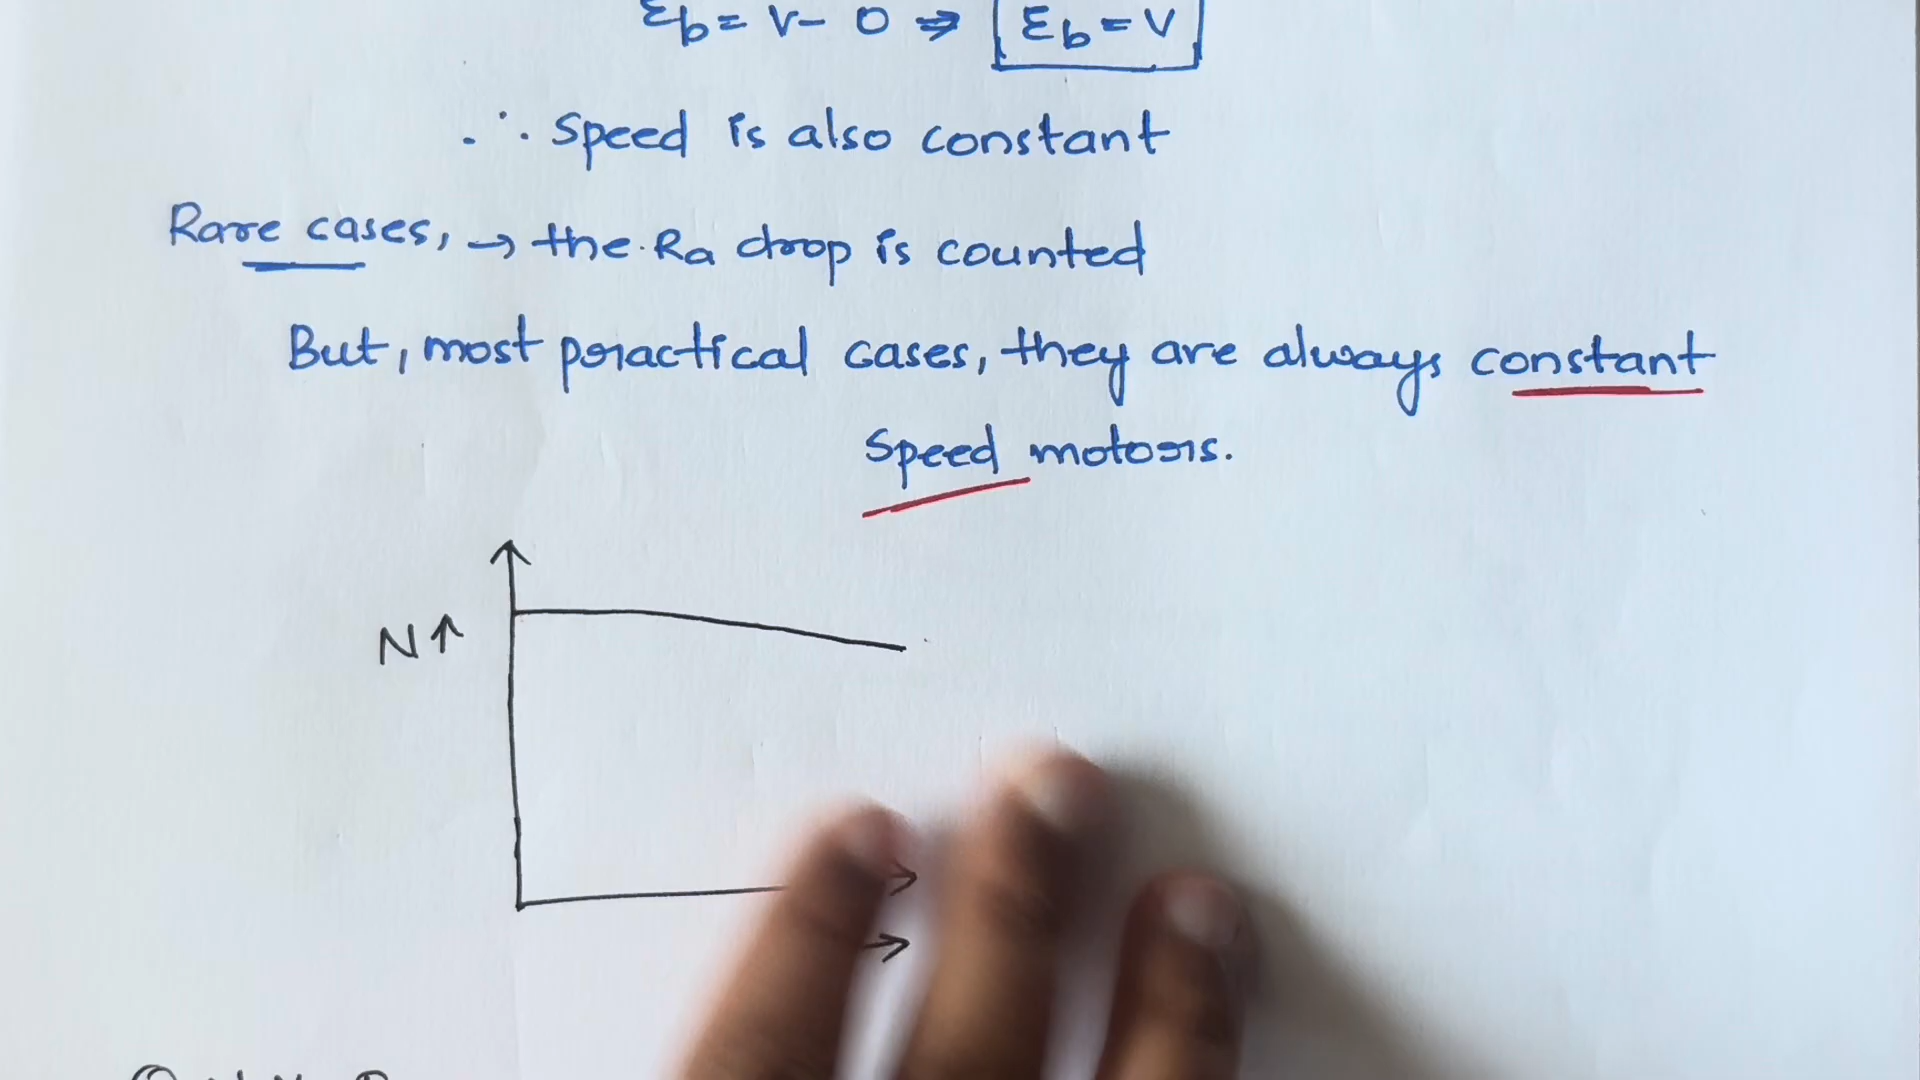 Eb = V - 0 ⇒ Eb = V
∴ Speed is also constant
Rare cases, → the Ra drop is counted
But, most practical cases, they are always constant
Speed motors.
N↑